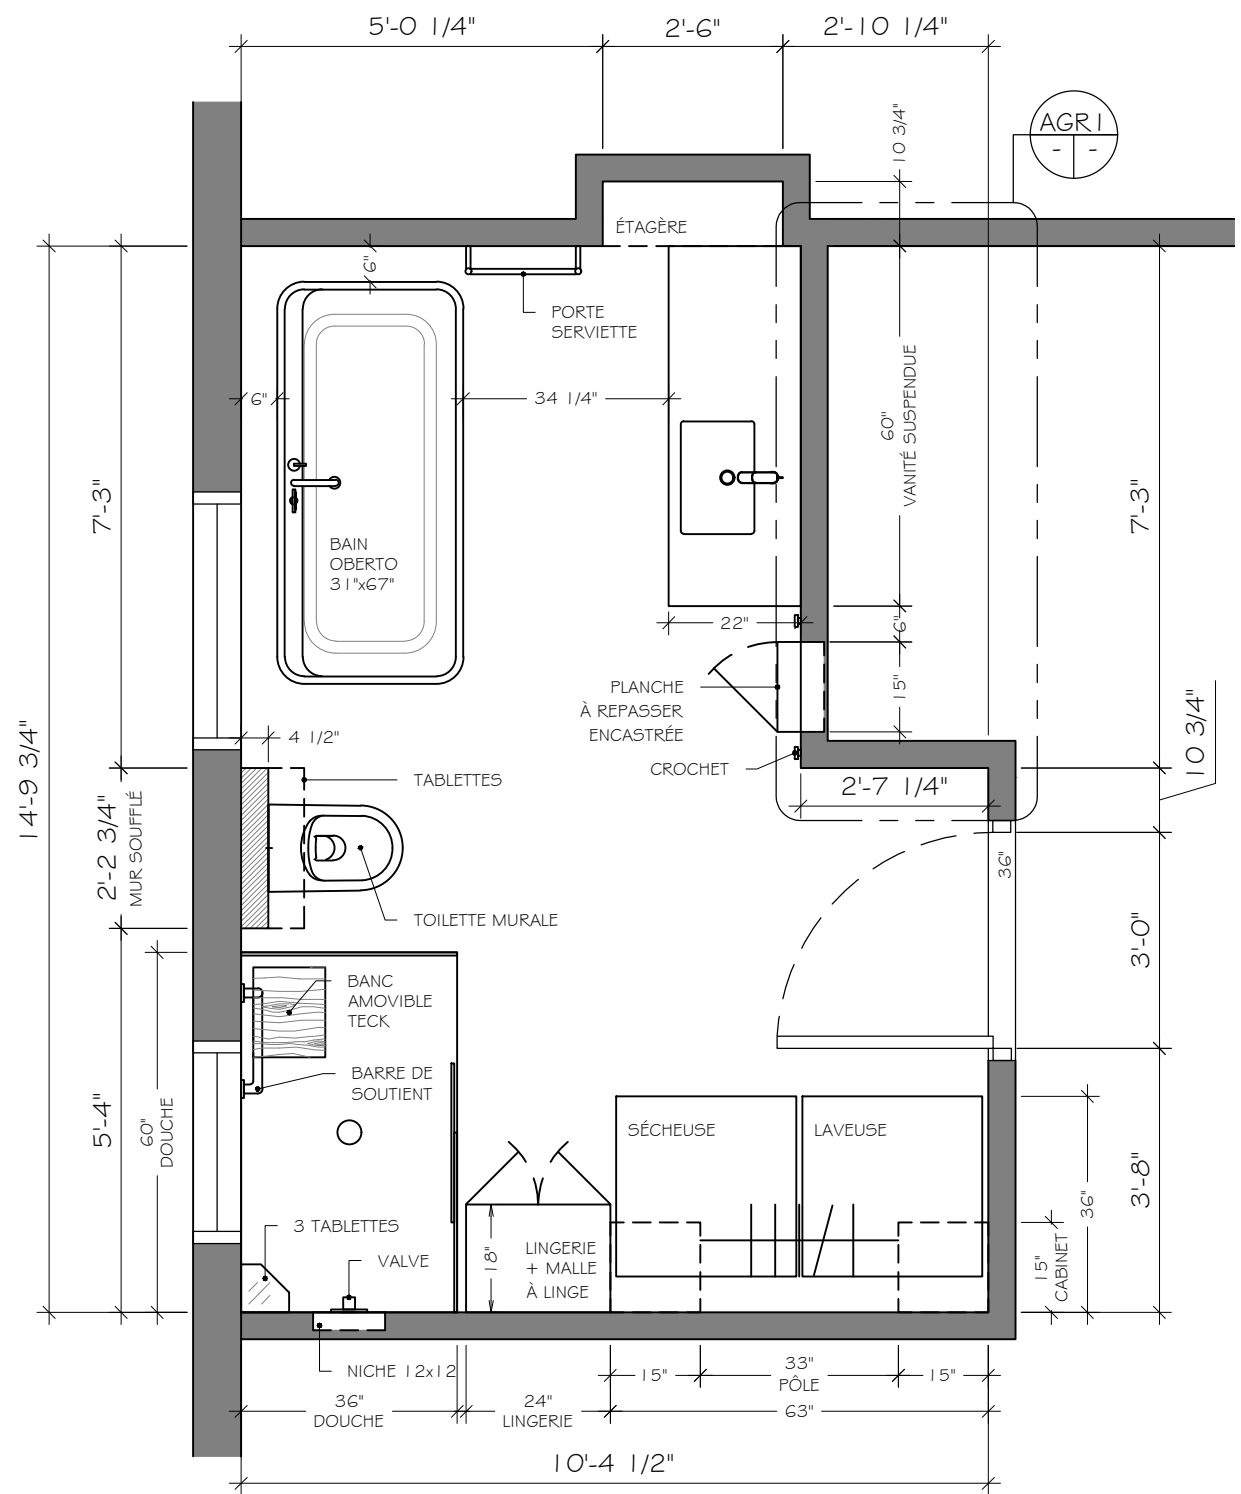 5'-0 1/4"
2'-6"
2'-10 1/4"
10 3/4"
AGR1
- -
ÉTAGÈRE
6"
PORTE
SERVIETTE
6"
34 1/4"
60"
VANITÉ SUSPENDUE
7'-3"
7'-3"
BAIN
OBERTO
31"x67"
22"
6"
15"
PLANCHE
À REPASSER
ENCASTRÉE
CROCHET
4 1/2"
TABLETTES
2'-7 1/4"
10 3/4"
14'-9 3/4"
2'-2 3/4"
MUR SOUFFLÉ
36"
TOILETTE MURALE
3'-0"
BANC
AMOVIBLE
TECK
BARRE DE
SOUTIENT
5'-4"
60"
DOUCHE
SÉCHEUSE
LAVEUSE
3'-8"
36"
15"
CABINET
3 TABLETTES
VALVE
18"
LINGERIE
+ MALLE
À LINGE
NICHE 12x12
15"
33"
PÔLE
15"
36"
DOUCHE
24"
LINGERIE
63"
10'-4 1/2"